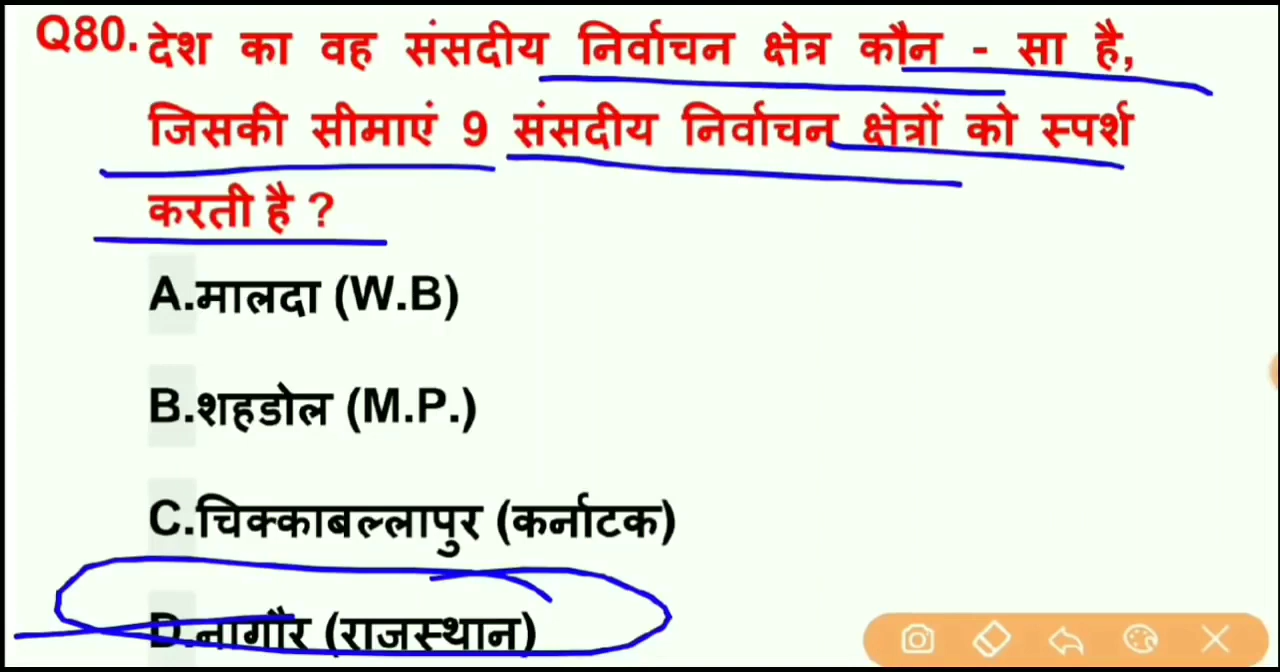 Q80. देश का वह संसदीय निर्वाचन क्षेत्र कौन - सा है,
जिसकी सीमाएं 9 संसदीय निर्वाचन क्षेत्रों को स्पर्श
करती है ?
A.मालदा (W.B)
B.शहडोल (M.P.)
C.चिक्काबल्लापुर (कर्नाटक)
D.नागौर (राजस्थान)